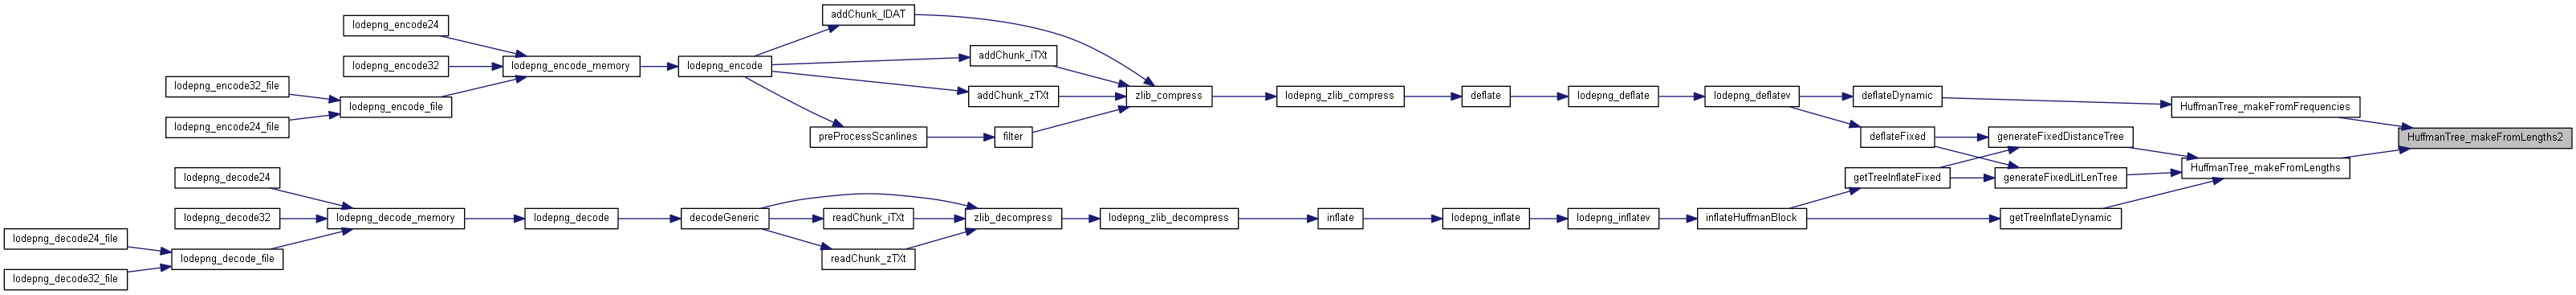 lodepng_encode24
lodepng_encode32
lodepng_encode32_file
lodepng_encode24_file
lodepng_encode_file
lodepng_encode_memory
lodepng_encode
addChunk_IDAT
addChunk_iTXt
addChunk_zTXt
preProcessScanlines
filter
zlib_compress
lodepng_zlib_compress
deflate
lodepng_deflate
lodepng_deflatev
deflateDynamic
deflateFixed
generateFixedDistanceTree
getTreeInflateFixed
generateFixedLitLenTree
HuffmanTree_makeFromFrequencies
HuffmanTree_makeFromLengths2
HuffmanTree_makeFromLengths
lodepng_decode24
lodepng_decode32
lodepng_decode24_file
lodepng_decode32_file
lodepng_decode_file
lodepng_decode_memory
lodepng_decode
decodeGeneric
readChunk_iTXt
readChunk_zTXt
zlib_decompress
lodepng_zlib_decompress
inflate
lodepng_inflate
lodepng_inflatev
inflateHuffmanBlock
getTreeInflateDynamic